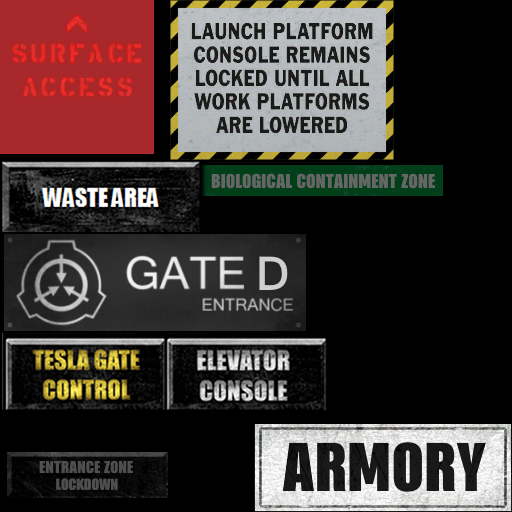 SURFACE
ACCESS
LAUNCH PLATFORM
CONSOLE REMAINS
LOCKED UNTIL ALL
WORK PLATFORMS
ARE LOWERED
WASTE AREA
BIOLOGICAL CONTAINMENT ZONE
GATE D
ENTRANCE
TESLA GATE
CONTROL
ELEVATOR
CONSOLE
ENTRANCE ZONE
LOCKDOWN
ARMORY